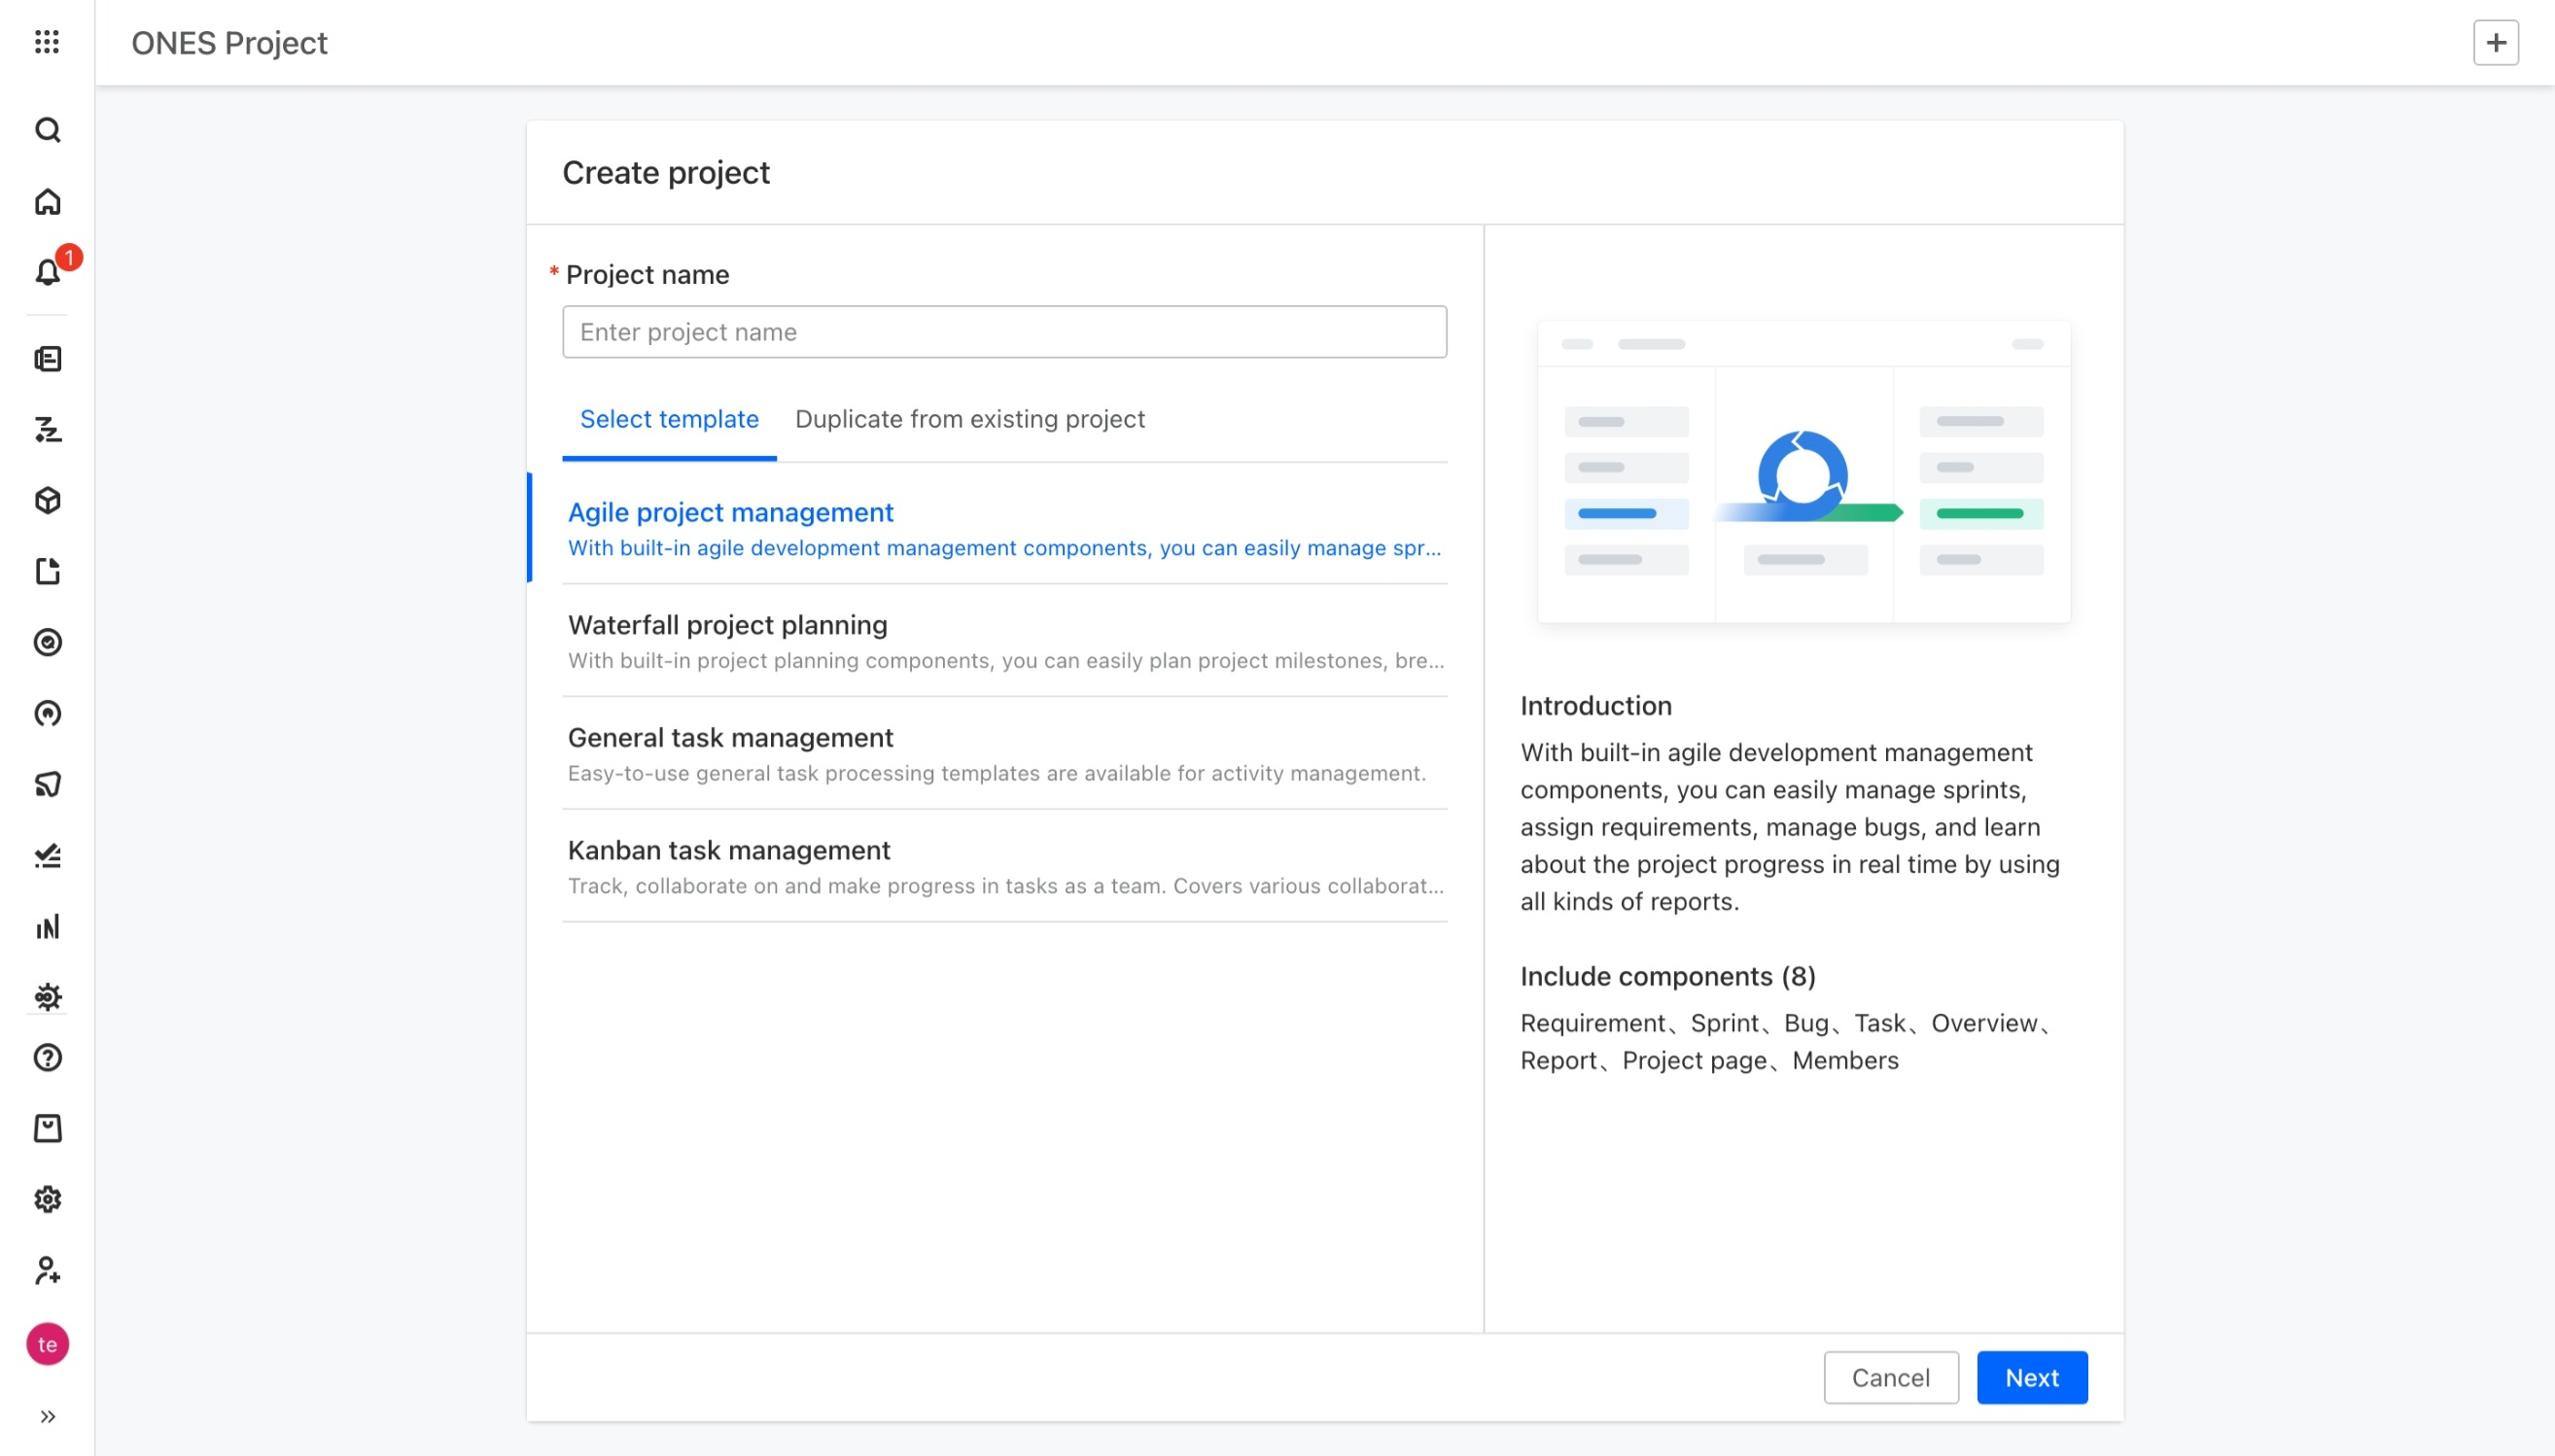 ONES Project
1
Create project
* Project name
Enter project name
Select template
Duplicate from existing project
Agile project management
With built-in agile development management components, you can easily manage spr...
Waterfall project planning
With built-in project planning components, you can easily plan project milestones, bre...
General task management
Easy-to-use general task processing templates are available for activity management.
Kanban task management
Track, collaborate on and make progress in tasks as a team. Covers various collaborat...
Introduction
With built-in agile development management
components, you can easily manage sprints,
assign requirements, manage bugs, and learn
about the project progress in real time by using
all kinds of reports.
Include components (8)
Requirement、Sprint、Bug、Task、Overview、
Report、Project page、Members
te
Cancel
Next